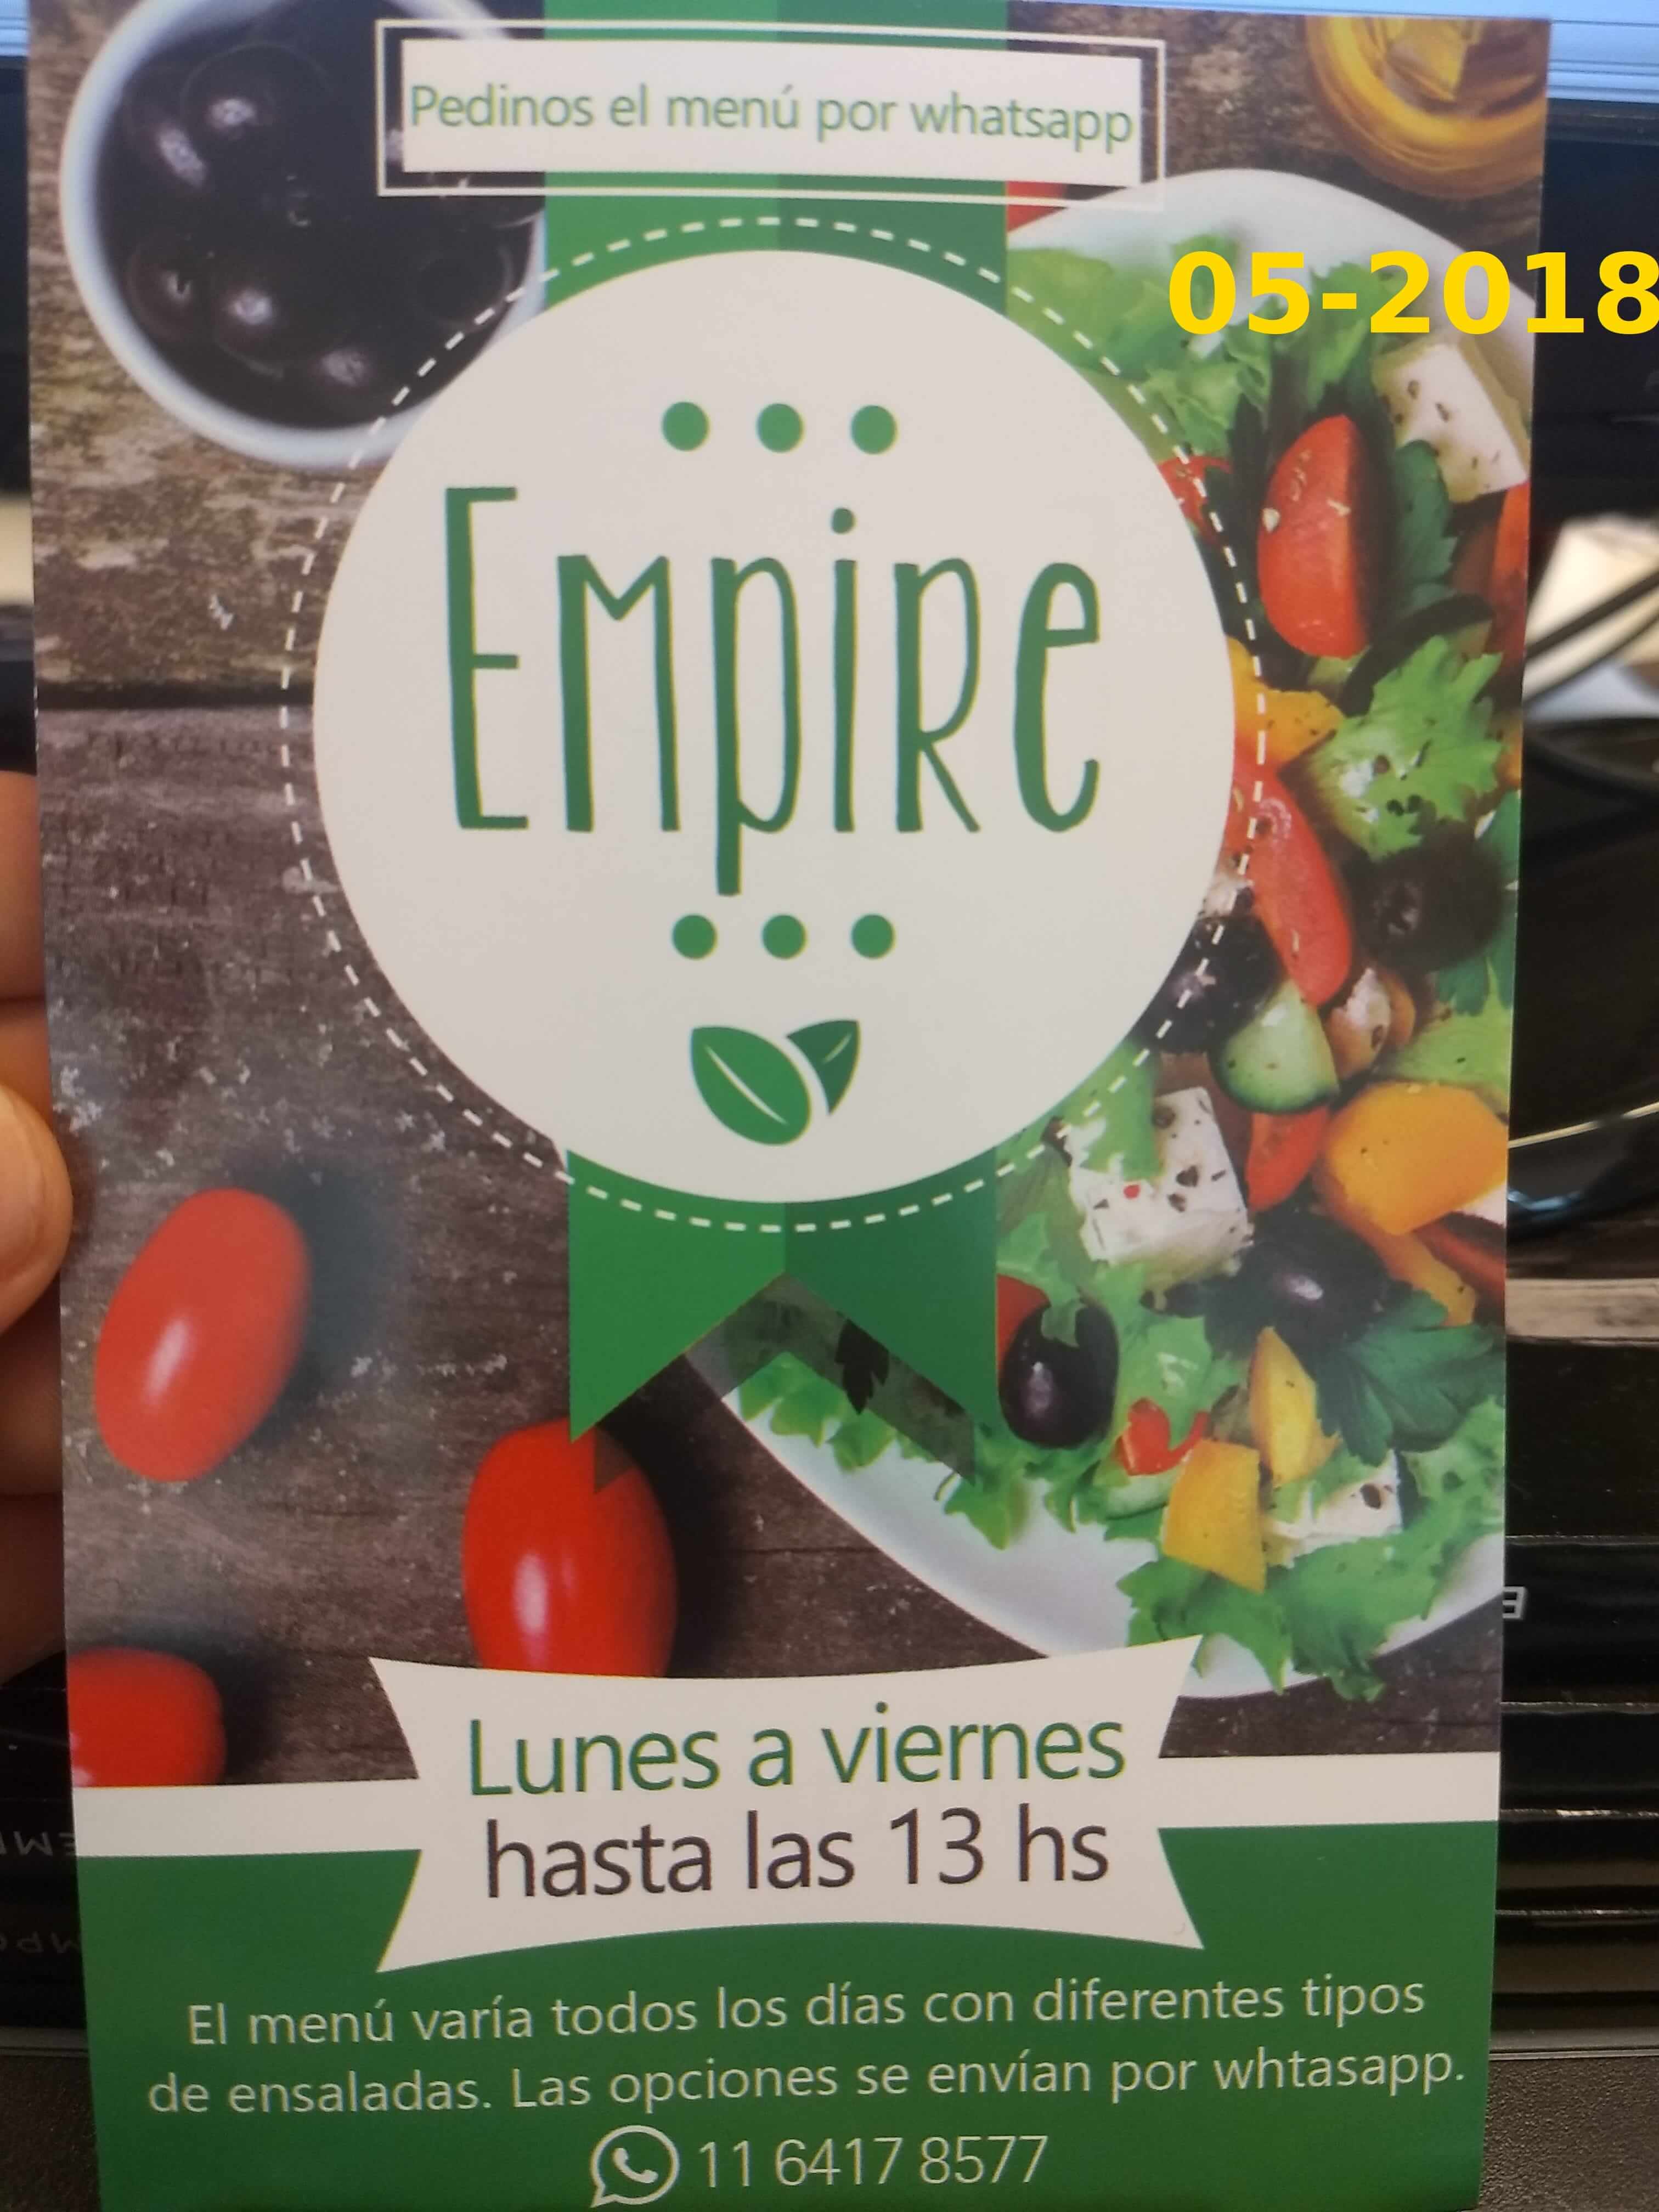 Pedinos el menú por whatsapp
05-2018
Empire
Lunes a viernes
hasta las 13 hs
El menú varía todos los días con diferentes tipos
de ensaladas. Las opciones se envían por whtasapp.
11 6417 8577